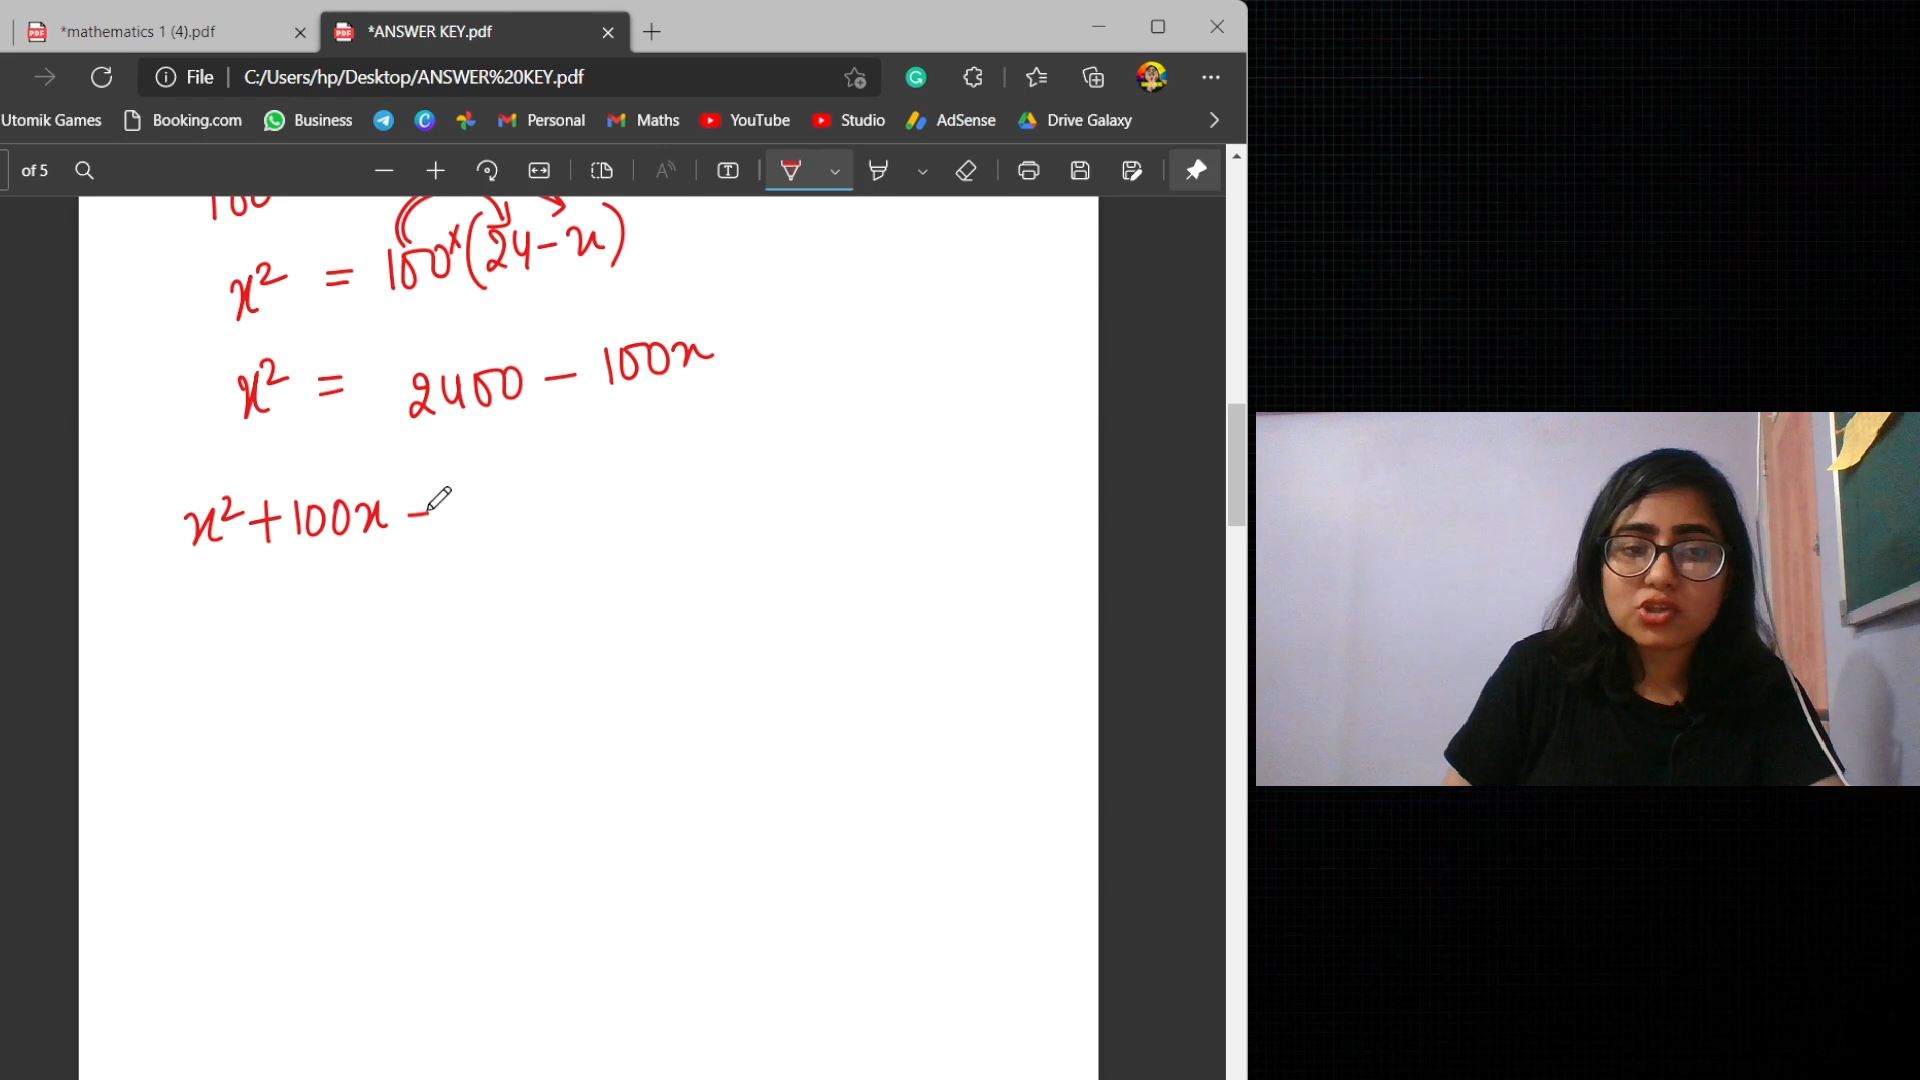 *mathematics 1 (4).pdf
*ANSWER KEY.pdf
File C:/Users/hp/Desktop/ANSWER%20KEY.pdf
Utomik Games Booking.com Business Personal Maths YouTube Studio AdSense Drive Galaxy
of 5
100
x² = 100×(24-x)
x² = 2400 - 100x
x²+100x -